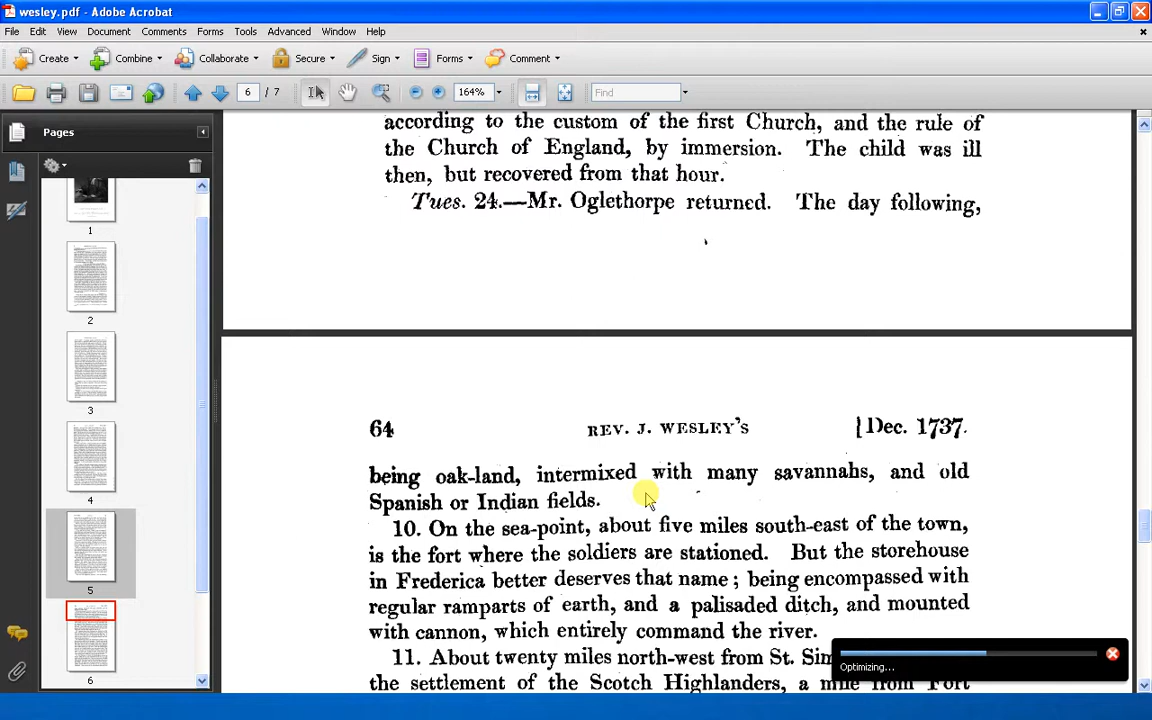 wesley.pdf - Adobe Acrobat
File Edit View Document Comments Forms Tools Advanced Window Help
Create Combine Collaborate Secure Sign Forms Comment
6 / 7 164% Find
Pages
1
2
3
4
5
6
according to the custom of the first Church, and the rule of
the Church of England, by immersion. The child was ill
then, but recovered from that hour.
Tues. 24.—Mr. Oglethorpe returned. The day following,
64 REV. J. WESLEY'S [Dec. 1737.
being oak-land, intermixed with many savannahs, and old
Spanish or Indian fields.
10. On the sea-point, about five miles south-east of the town,
is the fort where the soldiers are stationed. But the storehouse
in Frederica better deserves that name; being encompassed with
regular ramparts of earth, and a palisaded ditch, and mounted
with cannon, which entirely command the river.
11. About twenty miles north-west from St. Sim
the settlement of the Scotch Highlanders, a mile from Fort
Optimizing...